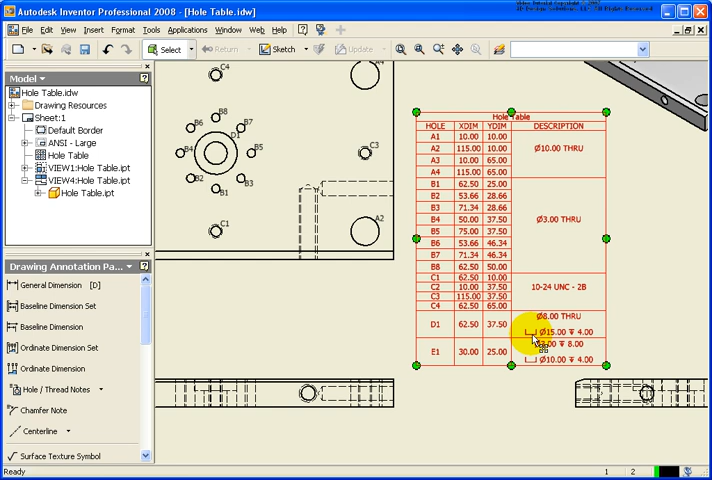 Autodesk Inventor Professional 2008 - [Hole Table.idw]
File Edit View Insert Format Tools Applications Window Web Help
Select Return Sketch Update
Model
Hole Table.idw
Drawing Resources
Sheet:1
Default Border
ANSI - Large
Hole Table
VIEW1:Hole Table.ipt
VIEW4:Hole Table.ipt
Hole Table.ipt
Drawing Annotation Pa...
General Dimension [D]
Baseline Dimension Set
Baseline Dimension
Ordinate Dimension Set
Ordinate Dimension
Hole / Thread Notes
Chamfer Note
Centerline
Surface Texture Symbol
C4
A4
B8
B6
B7
D1
B4
B5
C3
B2
B3
B1
C1
A2
Hole Table
HOLE XDIM YDIM DESCRIPTION
A1 10.00 10.00
A2 115.00 10.00 Ø10.00 THRU
A3 10.00 65.00
A4 115.00 65.00
B1 62.50 25.00
B2 53.66 28.66
B3 71.34 28.66
B4 50.00 37.50 Ø3.00 THRU
B5 75.00 37.50
B6 53.66 46.34
B7 71.34 46.34
B8 62.50 50.00
C1 62.50 10.00
C2 10.00 37.50 10-24 UNC - 2B
C3 115.00 37.50
C4 62.50 65.00
D1 62.50 37.50 Ø8.00 THRU
⌴ Ø15.00 ↧ 4.00
E1 30.00 25.00 .00 ↧ 8.00
⌴ Ø10.00 ↧ 4.00
Ready 1 2